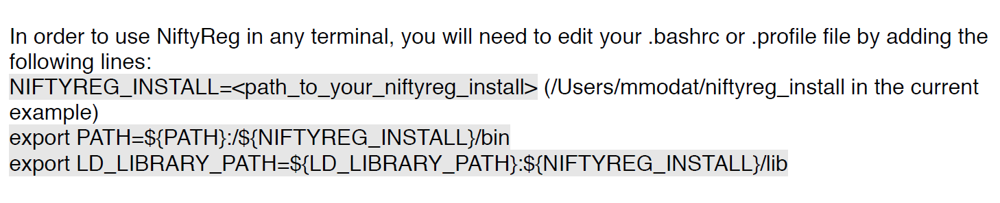 In order to use NiftyReg in any terminal, you will need to edit your .bashrc or .profile file by adding the
following lines:
NIFTYREG_INSTALL=<path_to_your_niftyreg_install> (/Users/mmodat/niftyreg_install in the current
example)
export PATH=${PATH}:/${NIFTYREG_INSTALL}/bin
export LD_LIBRARY_PATH=${LD_LIBRARY_PATH}:${NIFTYREG_INSTALL}/lib